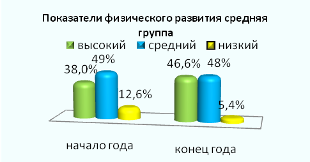 Показатели физического развития средняя
группа
высокий средний низкий
38,0% 49% 12,6% 46,6% 48% 5,4%
начало года конец года